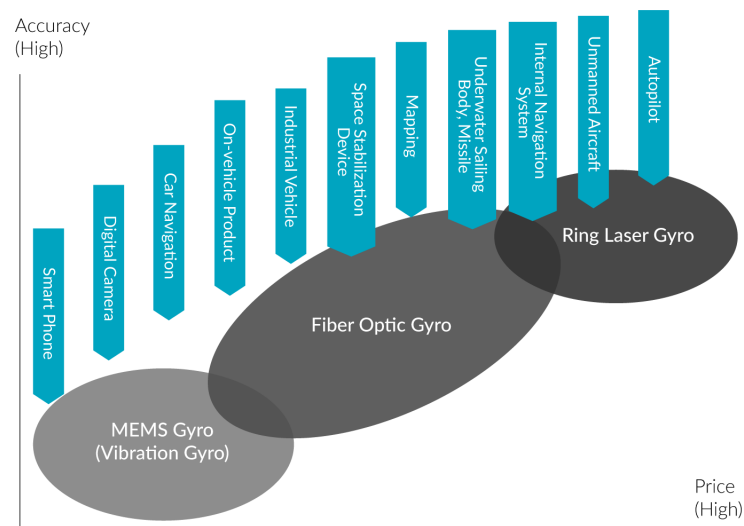 Accuracy
(High)
Smart Phone
Digital Camera
Car Navigation
On-vehicle Product
Industrial Vehicle
Space Stabilization
Device
Mapping
Underwater Sailing
Body, Missile
Internal Navigation
System
Unmanned Aircraft
Autopilot
Ring Laser Gyro
Fiber Optic Gyro
MEMS Gyro
(Vibration Gyro)
Price
(High)